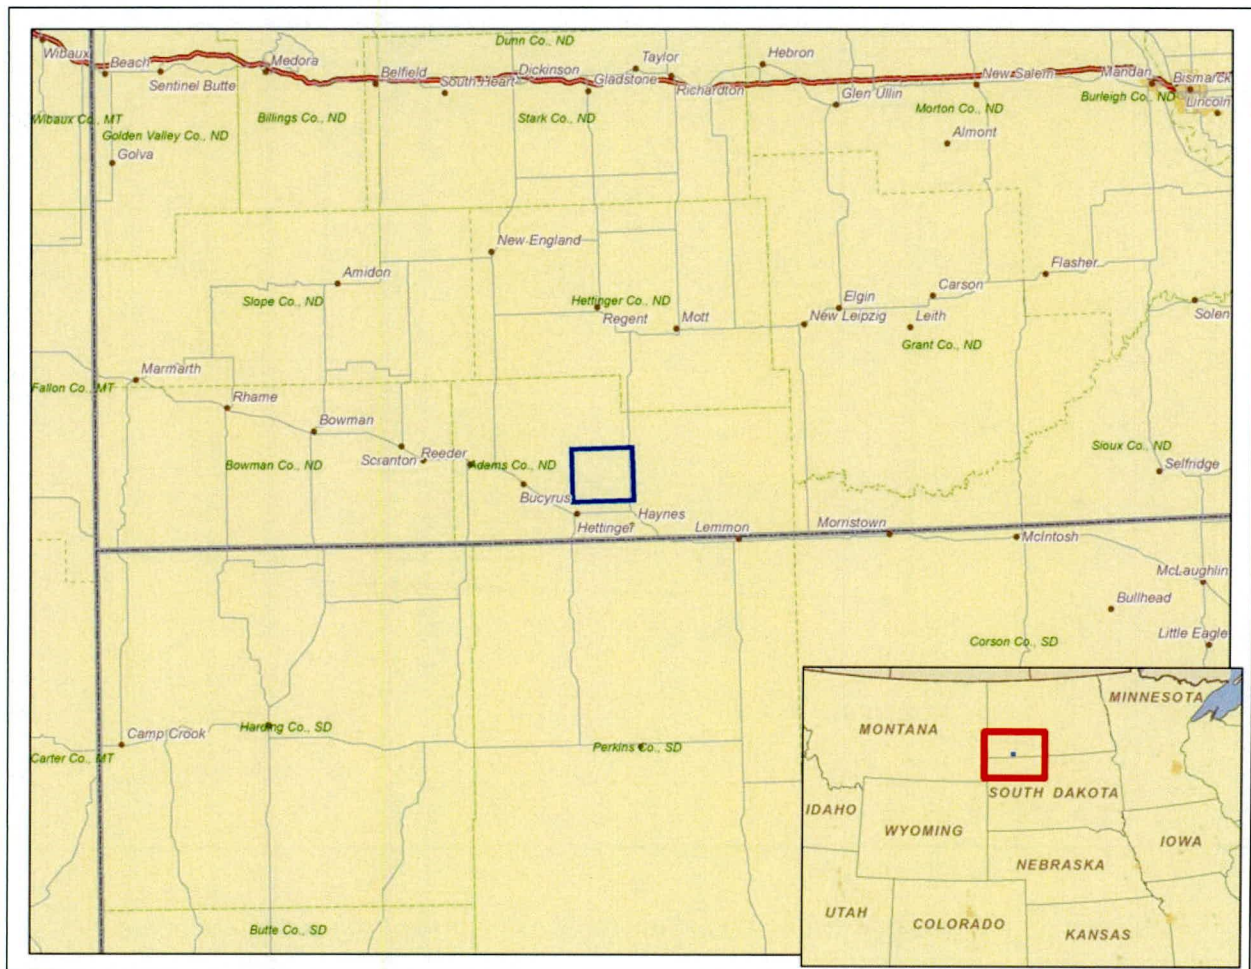 Wibaux
Beach
Sentinel Butte
Medora
Dunn Co., ND
Belfield
South Heart
Dickinson
Taylor
Gladstone
Richardton
Hebron
Glen Ullin
New Salem
Mandan
Bismarck
Lincoln
Wibaux Co., MT
Golden Valley Co., ND
Billings Co., ND
Stark Co., ND
Morton Co., ND
Burleigh Co., ND
Golva
Almont
New England
Amidon
Slope Co., ND
Hettinger Co., ND
Regent
Mott
New Leipzig
Elgin
Carson
Leith
Flasher
Grant Co., ND
Solen
Marmarth
Fallon Co., MT
Rhame
Bowman
Bowman Co., ND
Scranton
Reeder
Adams Co., ND
Bucyrus
Hettinger
Haynes
Lemmon
Morristown
McIntosh
Sioux Co., ND
Selfridge
McLaughlin
Bullhead
Little Eagle
Corson Co., SD
Camp Crook
Harding Co., SD
Perkins Co., SD
Carter Co., MT
Butte Co., SD
MONTANA
MINNESOTA
SOUTH DAKOTA
IDAHO
WYOMING
IOWA
NEBRASKA
UTAH
COLORADO
KANSAS